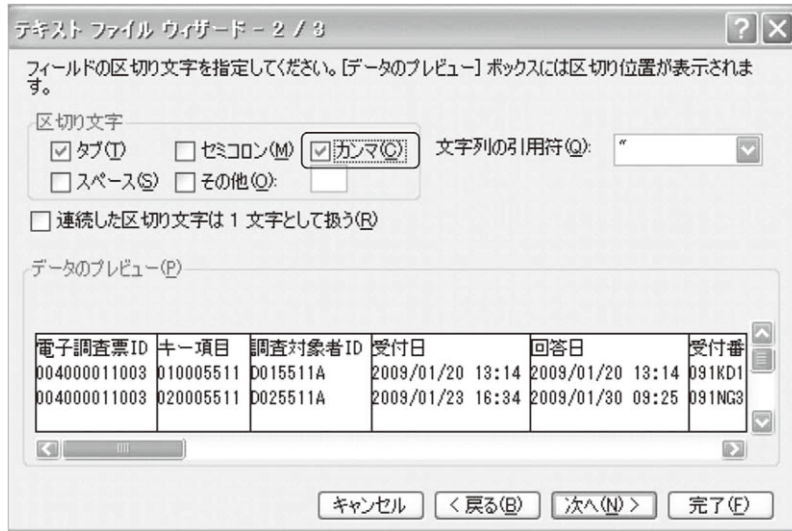 テキスト ファイル ウィザード - 2 / 3
フィールドの区切り文字を指定してください。[データのプレビュー] ボックスには区切り位置が表示されま
す。
区切り文字
タブ(T) セミコロン(M) カンマ(C) 文字列の引用符(Q): "
スペース(S) その他(O):
連続した区切り文字は 1 文字として扱う(R)
データのプレビュー(P)
電子調査票ID キー項目 調査対象者ID 受付日 回答日 受付番
004000011003 010005511 D015511A 2009/01/20 13:14 2009/01/20 13:14 091KD1
004000011003 020005511 D025511A 2009/01/23 16:34 2009/01/30 09:25 091NG3
キャンセル < 戻る(B) 次へ(N) > 完了(F)